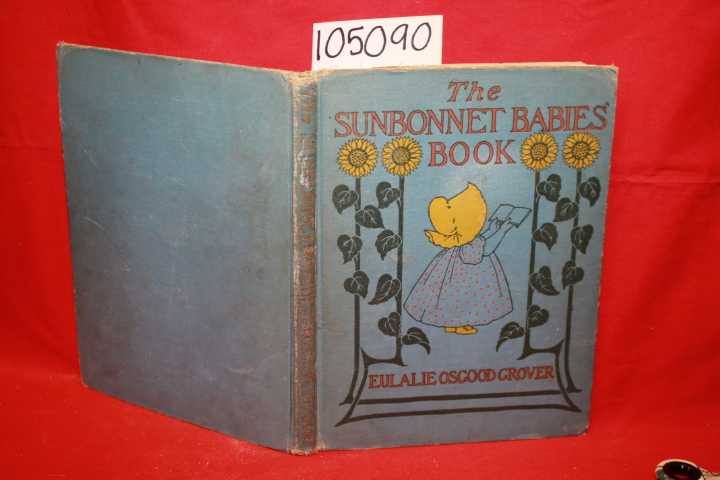 105090
The
SUNBONNET BABIES'
BOOK
EULALIE OSGOOD GROVER